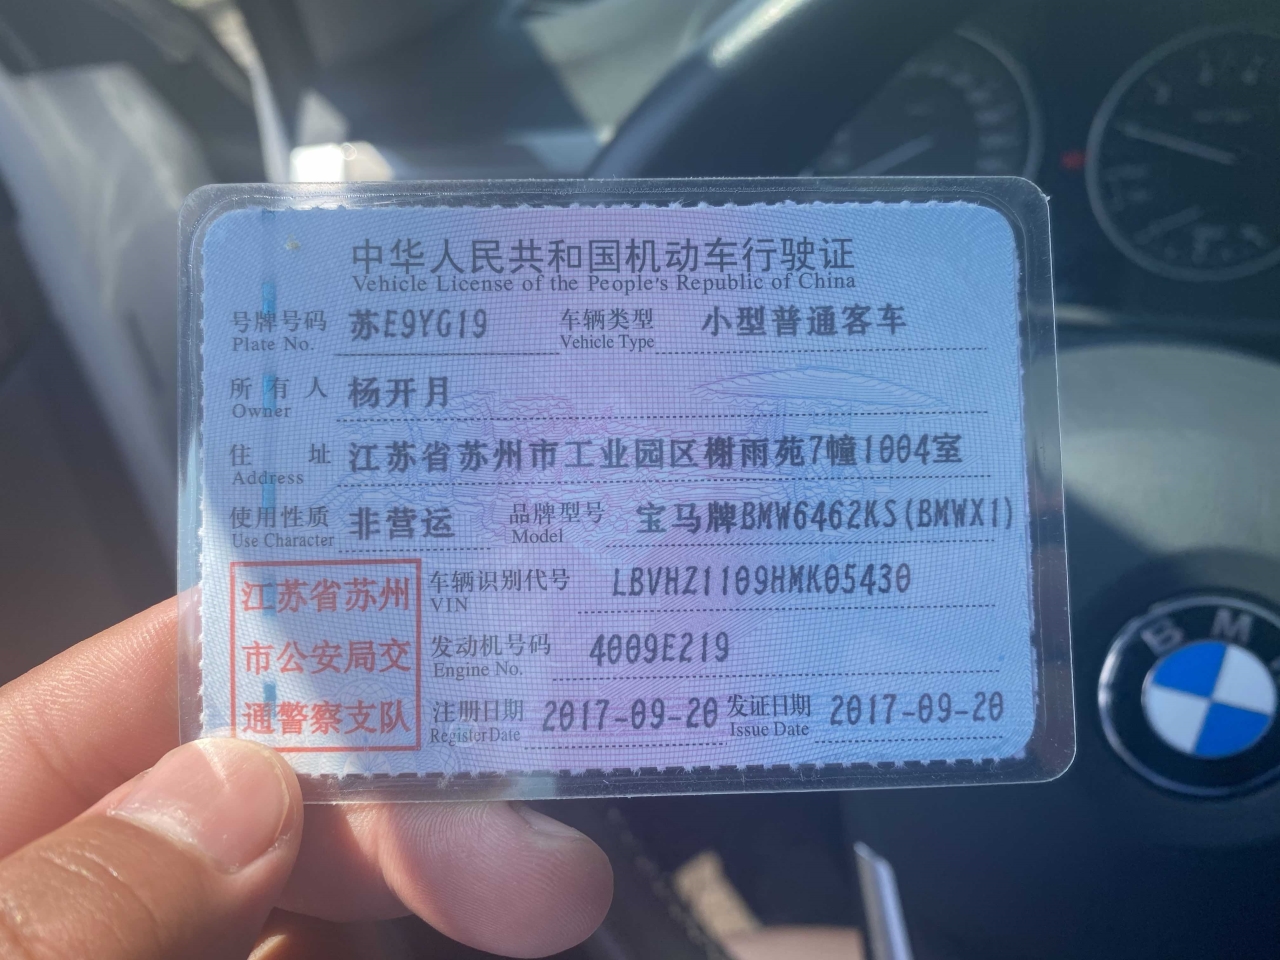 中华人民共和国机动车行驶证
Vehicle License of the People's Republic of China
号牌号码 苏E9YG19 车辆类型 小型普通客车
Plate No. Vehicle Type
所有人 杨开月
Owner
住址 江苏省苏州市工业园区榭雨苑7幢1004室
Address
使用性质 非营运 品牌型号 宝马牌BMW6462KS(BMWX1)
Use Character Model
江苏省苏州
市公安局交
通警察支队
车辆识别代号 LBVHZ1109HMK05430
VIN
发动机号码 4009E219
Engine No.
注册日期 2017-09-20 发证日期 2017-09-20
Register Date Issue Date
BM